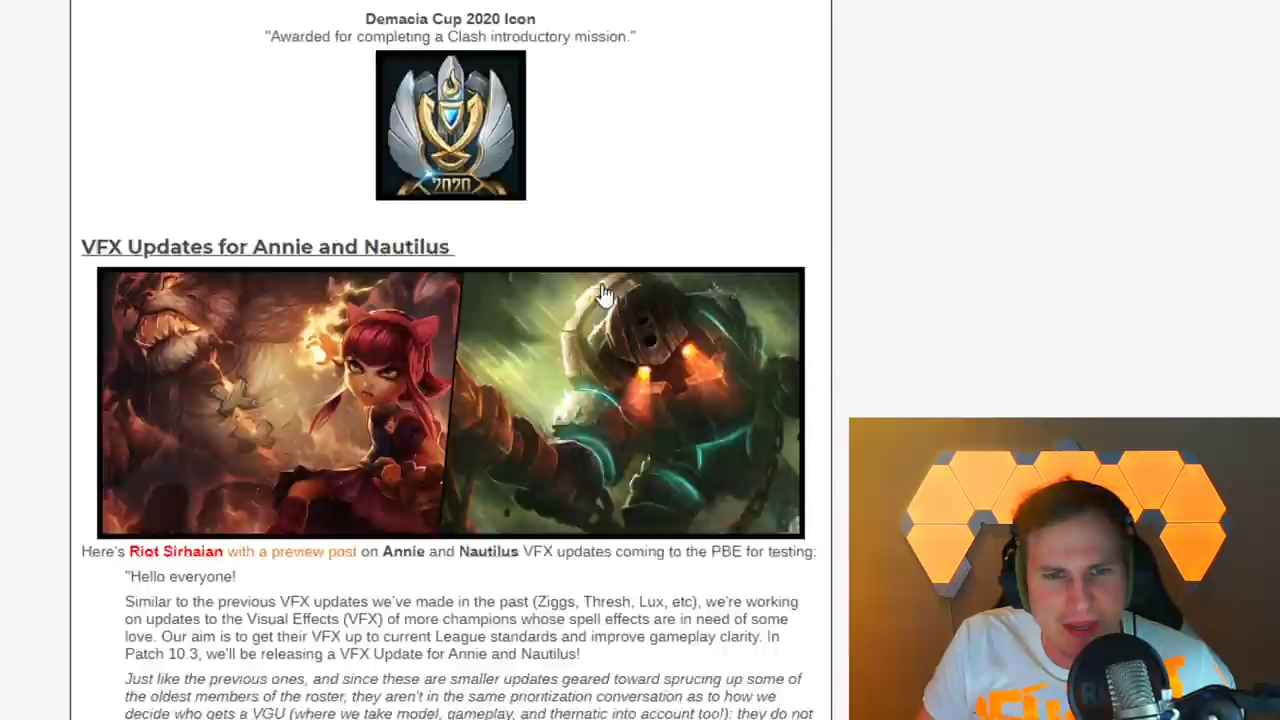 Demacia Cup 2020 Icon
"Awarded for completing a Clash introductory mission."
2020
VFX Updates for Annie and Nautilus
Here's Riot Sirhaian with a preview post on Annie and Nautilus VFX updates coming to the PBE for testing:
"Hello everyone!
Similar to the previous VFX updates we've made in the past (Ziggs, Thresh, Lux, etc), we're working
on updates to the Visual Effects (VFX) of more champions whose spell effects are in need of some
love. Our aim is to get their VFX up to current League standards and improve gameplay clarity. In
Patch 10.3, we'll be releasing a VFX Update for Annie and Nautilus!
Just like the previous ones, and since these are smaller updates geared toward sprucing up some of
the oldest members of the roster, they aren't in the same prioritization conversation as to how we
decide who gets a VGU (where we take model, gameplay, and thematic into account too!): they do not